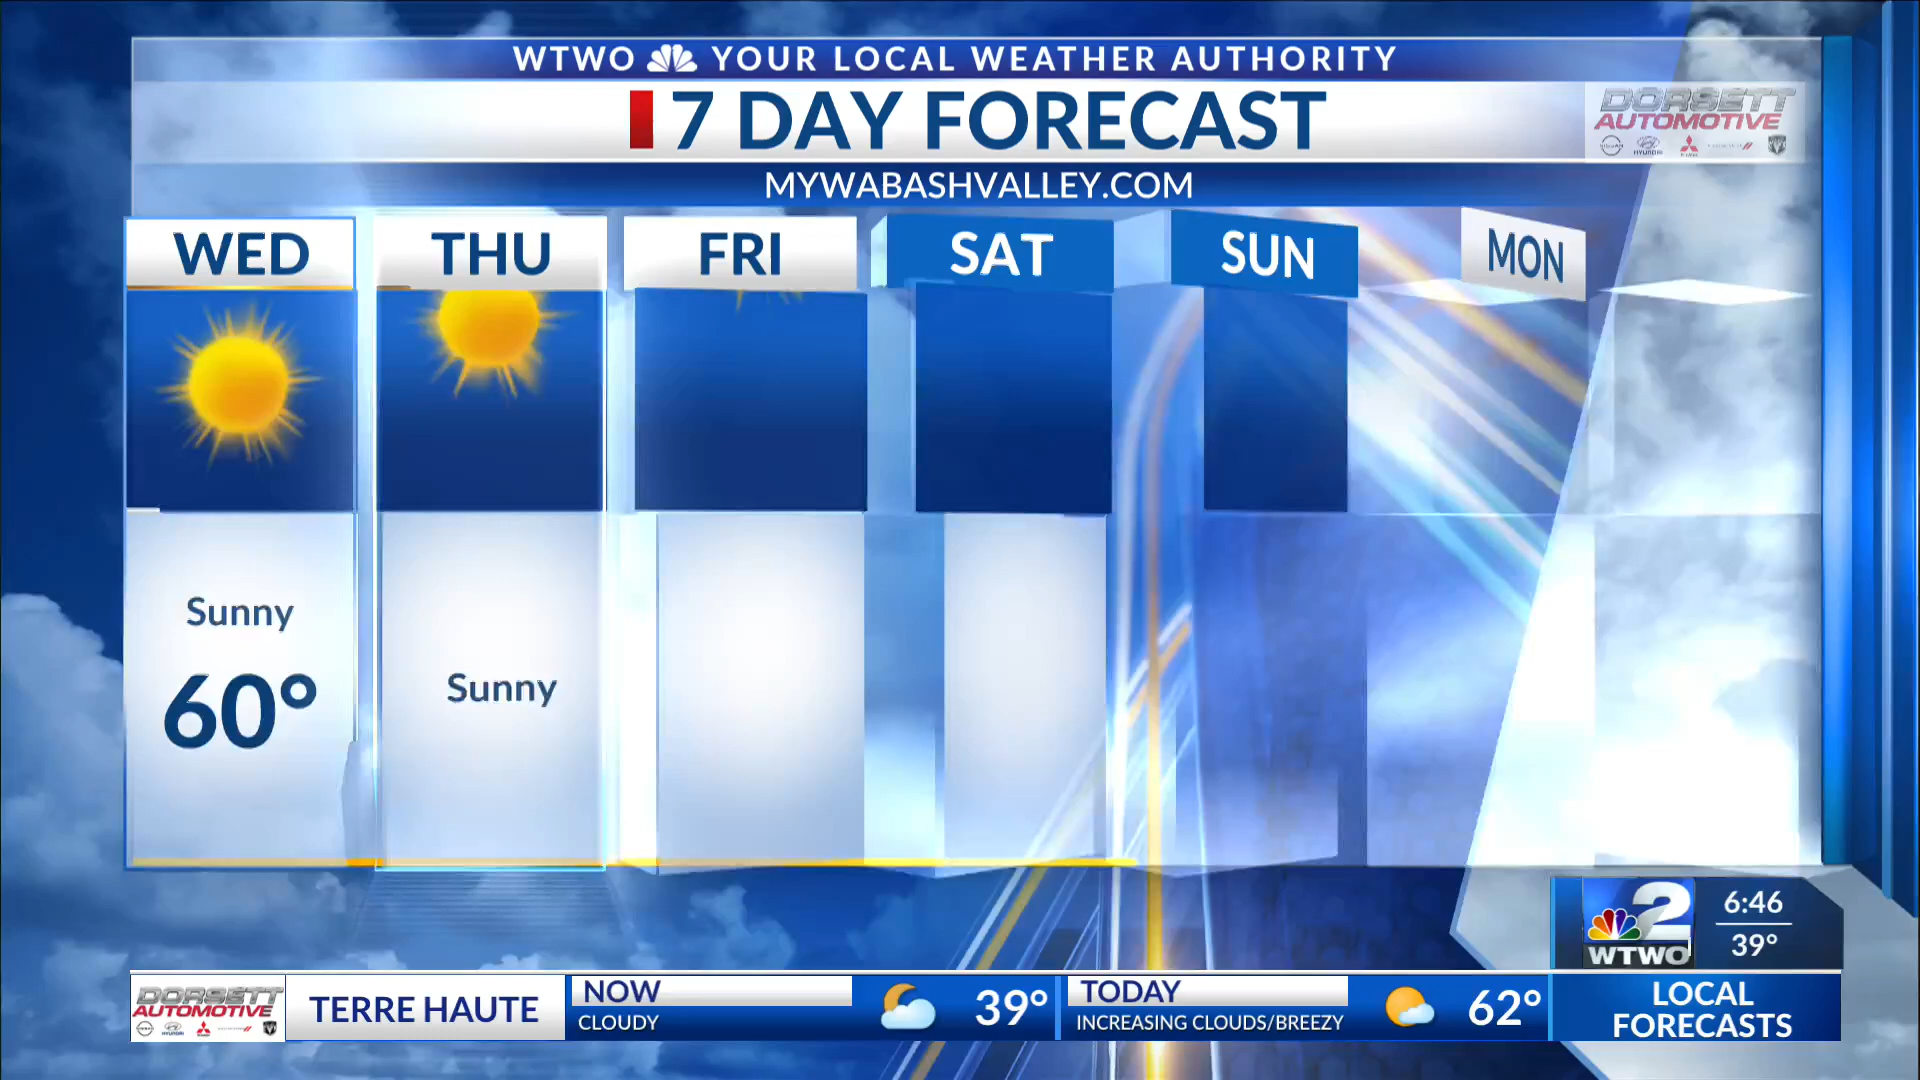 WTWO YOUR LOCAL WEATHER AUTHORITY
7 DAY FORECAST
DORSETT
AUTOMOTIVE
MYWABASHVALLEY.COM
WED
THU
FRI
SAT
SUN
MON
Sunny
60°
Sunny
2
WTWO
6:46
39°
DORSETT
AUTOMOTIVE
TERRE HAUTE
NOW
CLOUDY
39°
TODAY
INCREASING CLOUDS/BREEZY
62°
LOCAL
FORECASTS